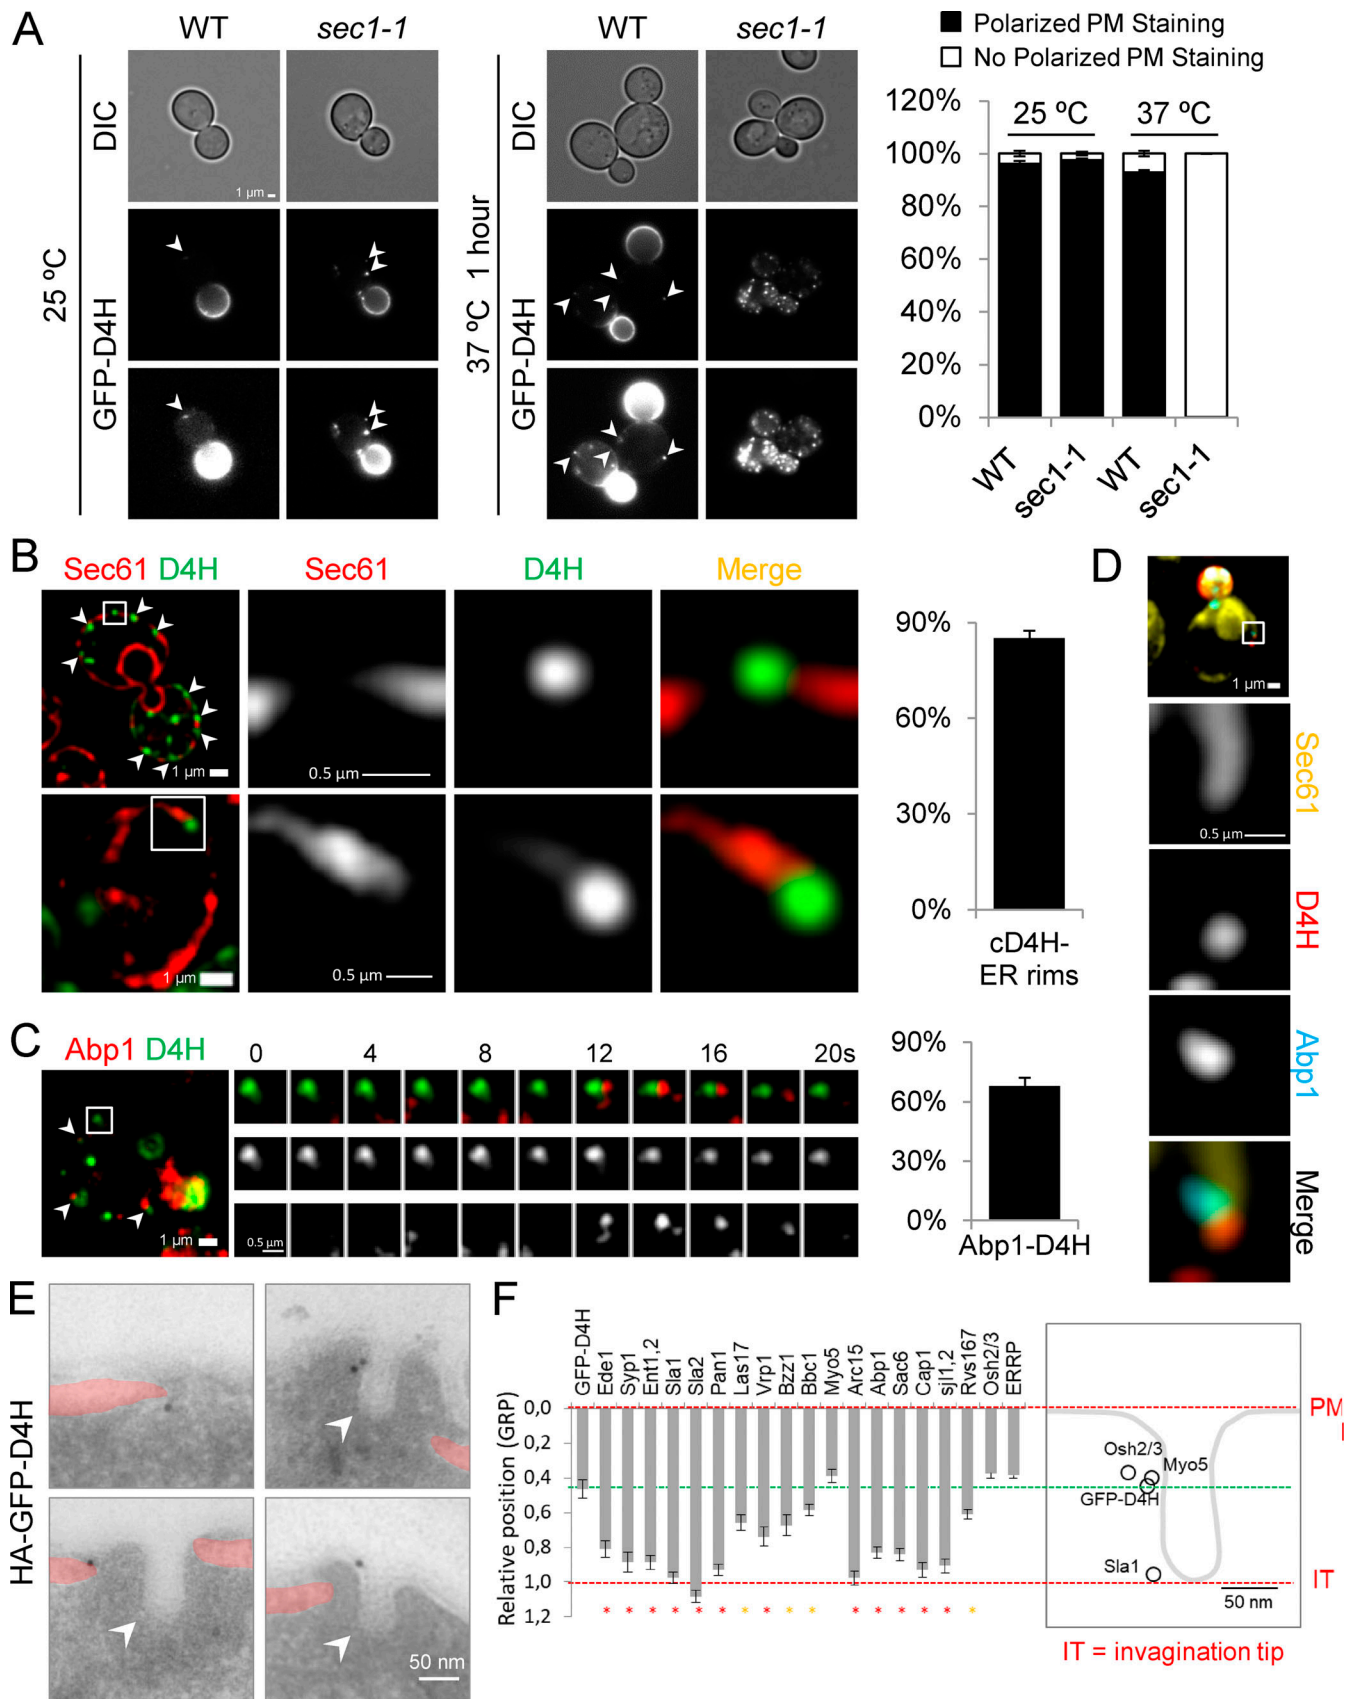 A
WT
sec1-1
WT
sec1-1
Polarized PM Staining
No Polarized PM Staining
25 ºC
DIC
GFP-D4H
1 µm
37 ºC 1 hour
DIC
GFP-D4H
120%
100%
80%
60%
40%
20%
0%
25 ºC
37 ºC
WT
sec1-1
WT
sec1-1
B
Sec61 D4H
Sec61
D4H
Merge
1 µm
0.5 µm
1 µm
0.5 µm
90%
60%
30%
0%
cD4H-
ER rims
D
1 µm
Sec61
0.5 µm
D4H
Abp1
Merge
C
Abp1 D4H
0
4
8
12
16
20s
1 µm
0.5 µm
90%
60%
30%
0%
Abp1-D4H
E
HA-GFP-D4H
50 nm
F
GFP-D4H
Ede1
Syp1
Ent1,2
Sla1
Sla2
Pan1
Las17
Vrp1
Bzz1
Bbc1
Myo5
Arc15
Abp1
Sac6
Cap1
sjl1,2
Rvs167
Osh2/3
ERRP
Relative position (GRP)
0,0
0,2
0,4
0,6
0,8
1,0
1,2
* * * * * * * * * * * * * * * *
PM
Osh2/3
Myo5
GFP-D4H
Sla1
IT
50 nm
IT = invagination tip